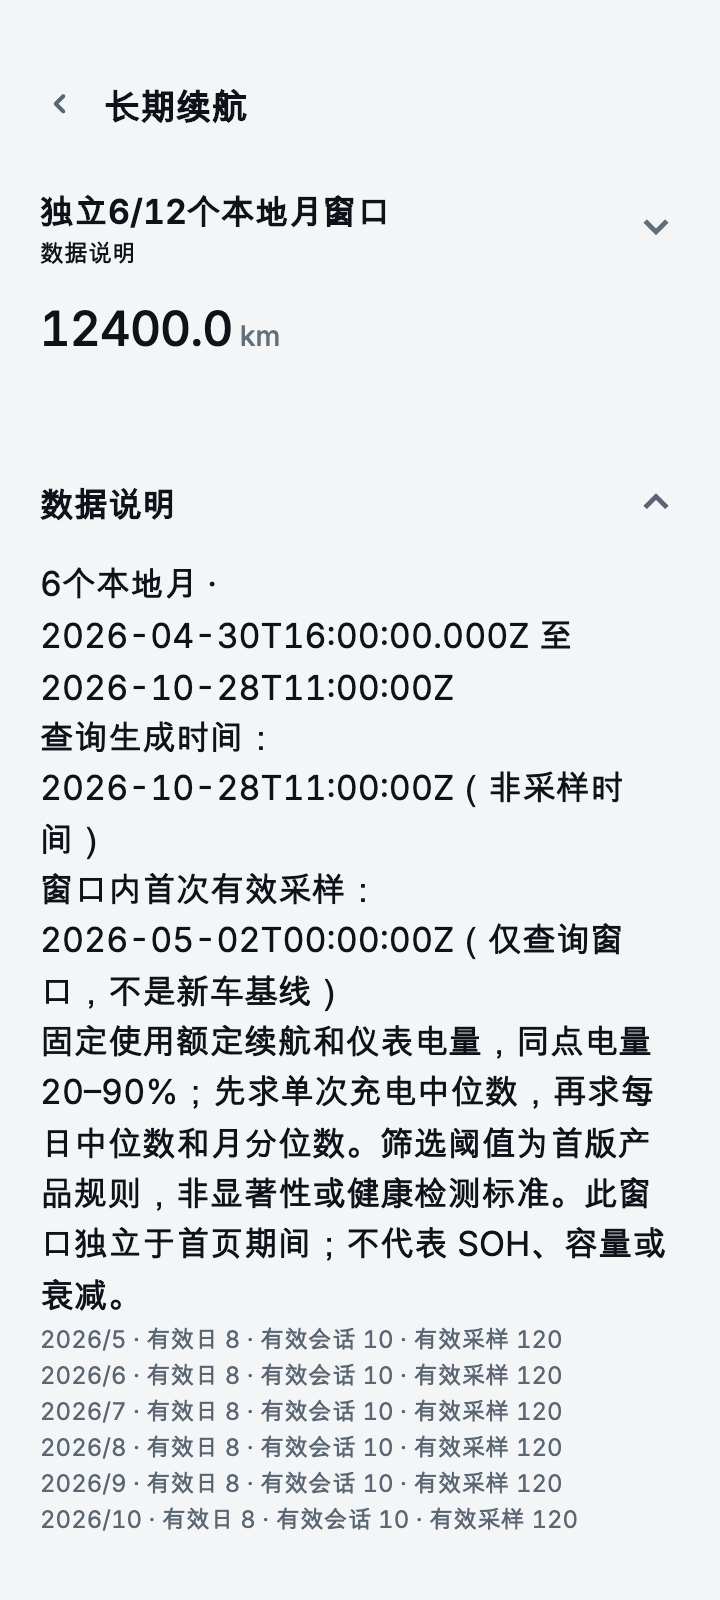 长期续航
独立6/12个本地月窗口
数据说明
12400.0 km
数据说明
6个本地月 ·
2026-04-30T16:00:00.000Z 至
2026-10-28T11:00:00Z
查询生成时间：
2026-10-28T11:00:00Z（非采样时
间）
窗口内首次有效采样：
2026-05-02T00:00:00Z（仅查询窗
口，不是新车基线）
固定使用额定续航和仪表电量，同点电量
20–90%；先求单次充电中位数，再求每
日中位数和月分位数。筛选阈值为首版产
品规则，非显著性或健康检测标准。此窗
口独立于首页期间；不代表 SOH、容量或
衰减。
2026/5 · 有效日 8 · 有效会话 10 · 有效采样 120
2026/6 · 有效日 8 · 有效会话 10 · 有效采样 120
2026/7 · 有效日 8 · 有效会话 10 · 有效采样 120
2026/8 · 有效日 8 · 有效会话 10 · 有效采样 120
2026/9 · 有效日 8 · 有效会话 10 · 有效采样 120
2026/10 · 有效日 8 · 有效会话 10 · 有效采样 120